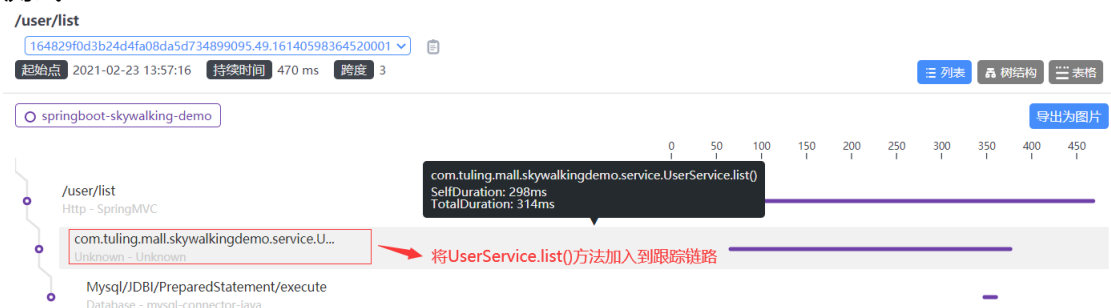 /user/list
164829f0d3b24d4fa08da5d734899095.49.16140598364520001
起始点 2021-02-23 13:57:16 持续时间 470 ms 跨度 3
列表 树结构 表格
springboot-skywalking-demo
导出为图片
0 50 100 150 200 250 300 350 400 450
com.tuling.mall.skywalkingdemo.service.UserService.list()
SelfDuration: 298ms
TotalDuration: 314ms
/user/list
Http - SpringMVC
com.tuling.mall.skywalkingdemo.service.U...
Unknown - Unknown
将UserService.list()方法加入到跟踪链路
Mysql/JDBI/PreparedStatement/execute
Database - mysql-connector-java